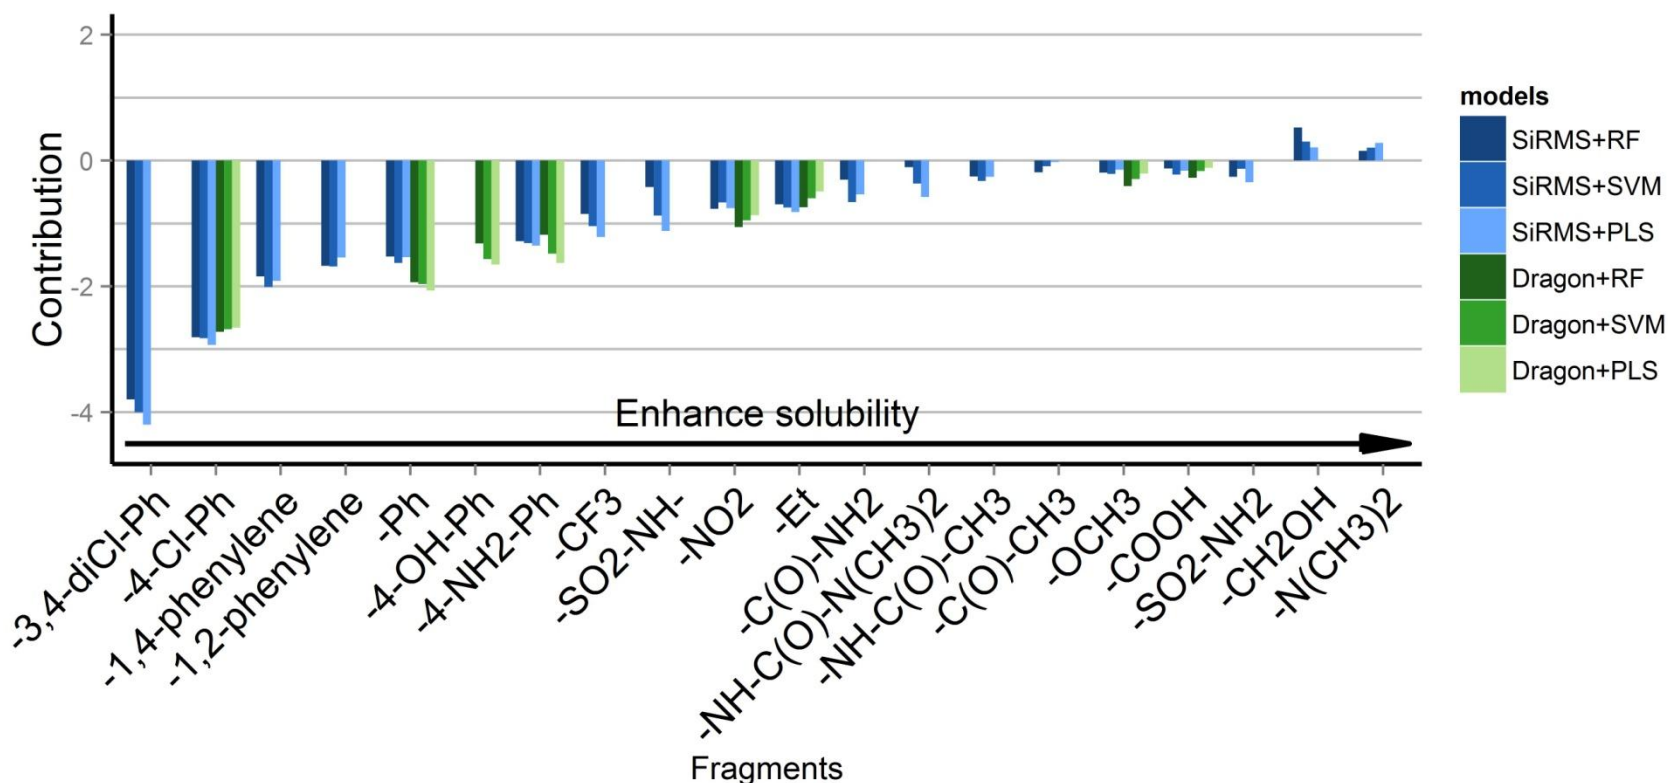 2
0
-2
-4
Contribution
Enhance solubility
-3,4-diCl-Ph
-4-Cl-Ph
-1,4-phenylene
-1,2-phenylene
-Ph
-4-OH-Ph
-4-NH2-Ph
-CF3
-SO2-NH-
-NO2
-Et
-C(O)-NH2
-NH-C(O)-N(CH3)2
-NH-C(O)-CH3
-C(O)-CH3
-OCH3
-COOH
-SO2-NH2
-CH2OH
-N(CH3)2
Fragments
models
SiRMS+RF
SiRMS+SVM
SiRMS+PLS
Dragon+RF
Dragon+SVM
Dragon+PLS